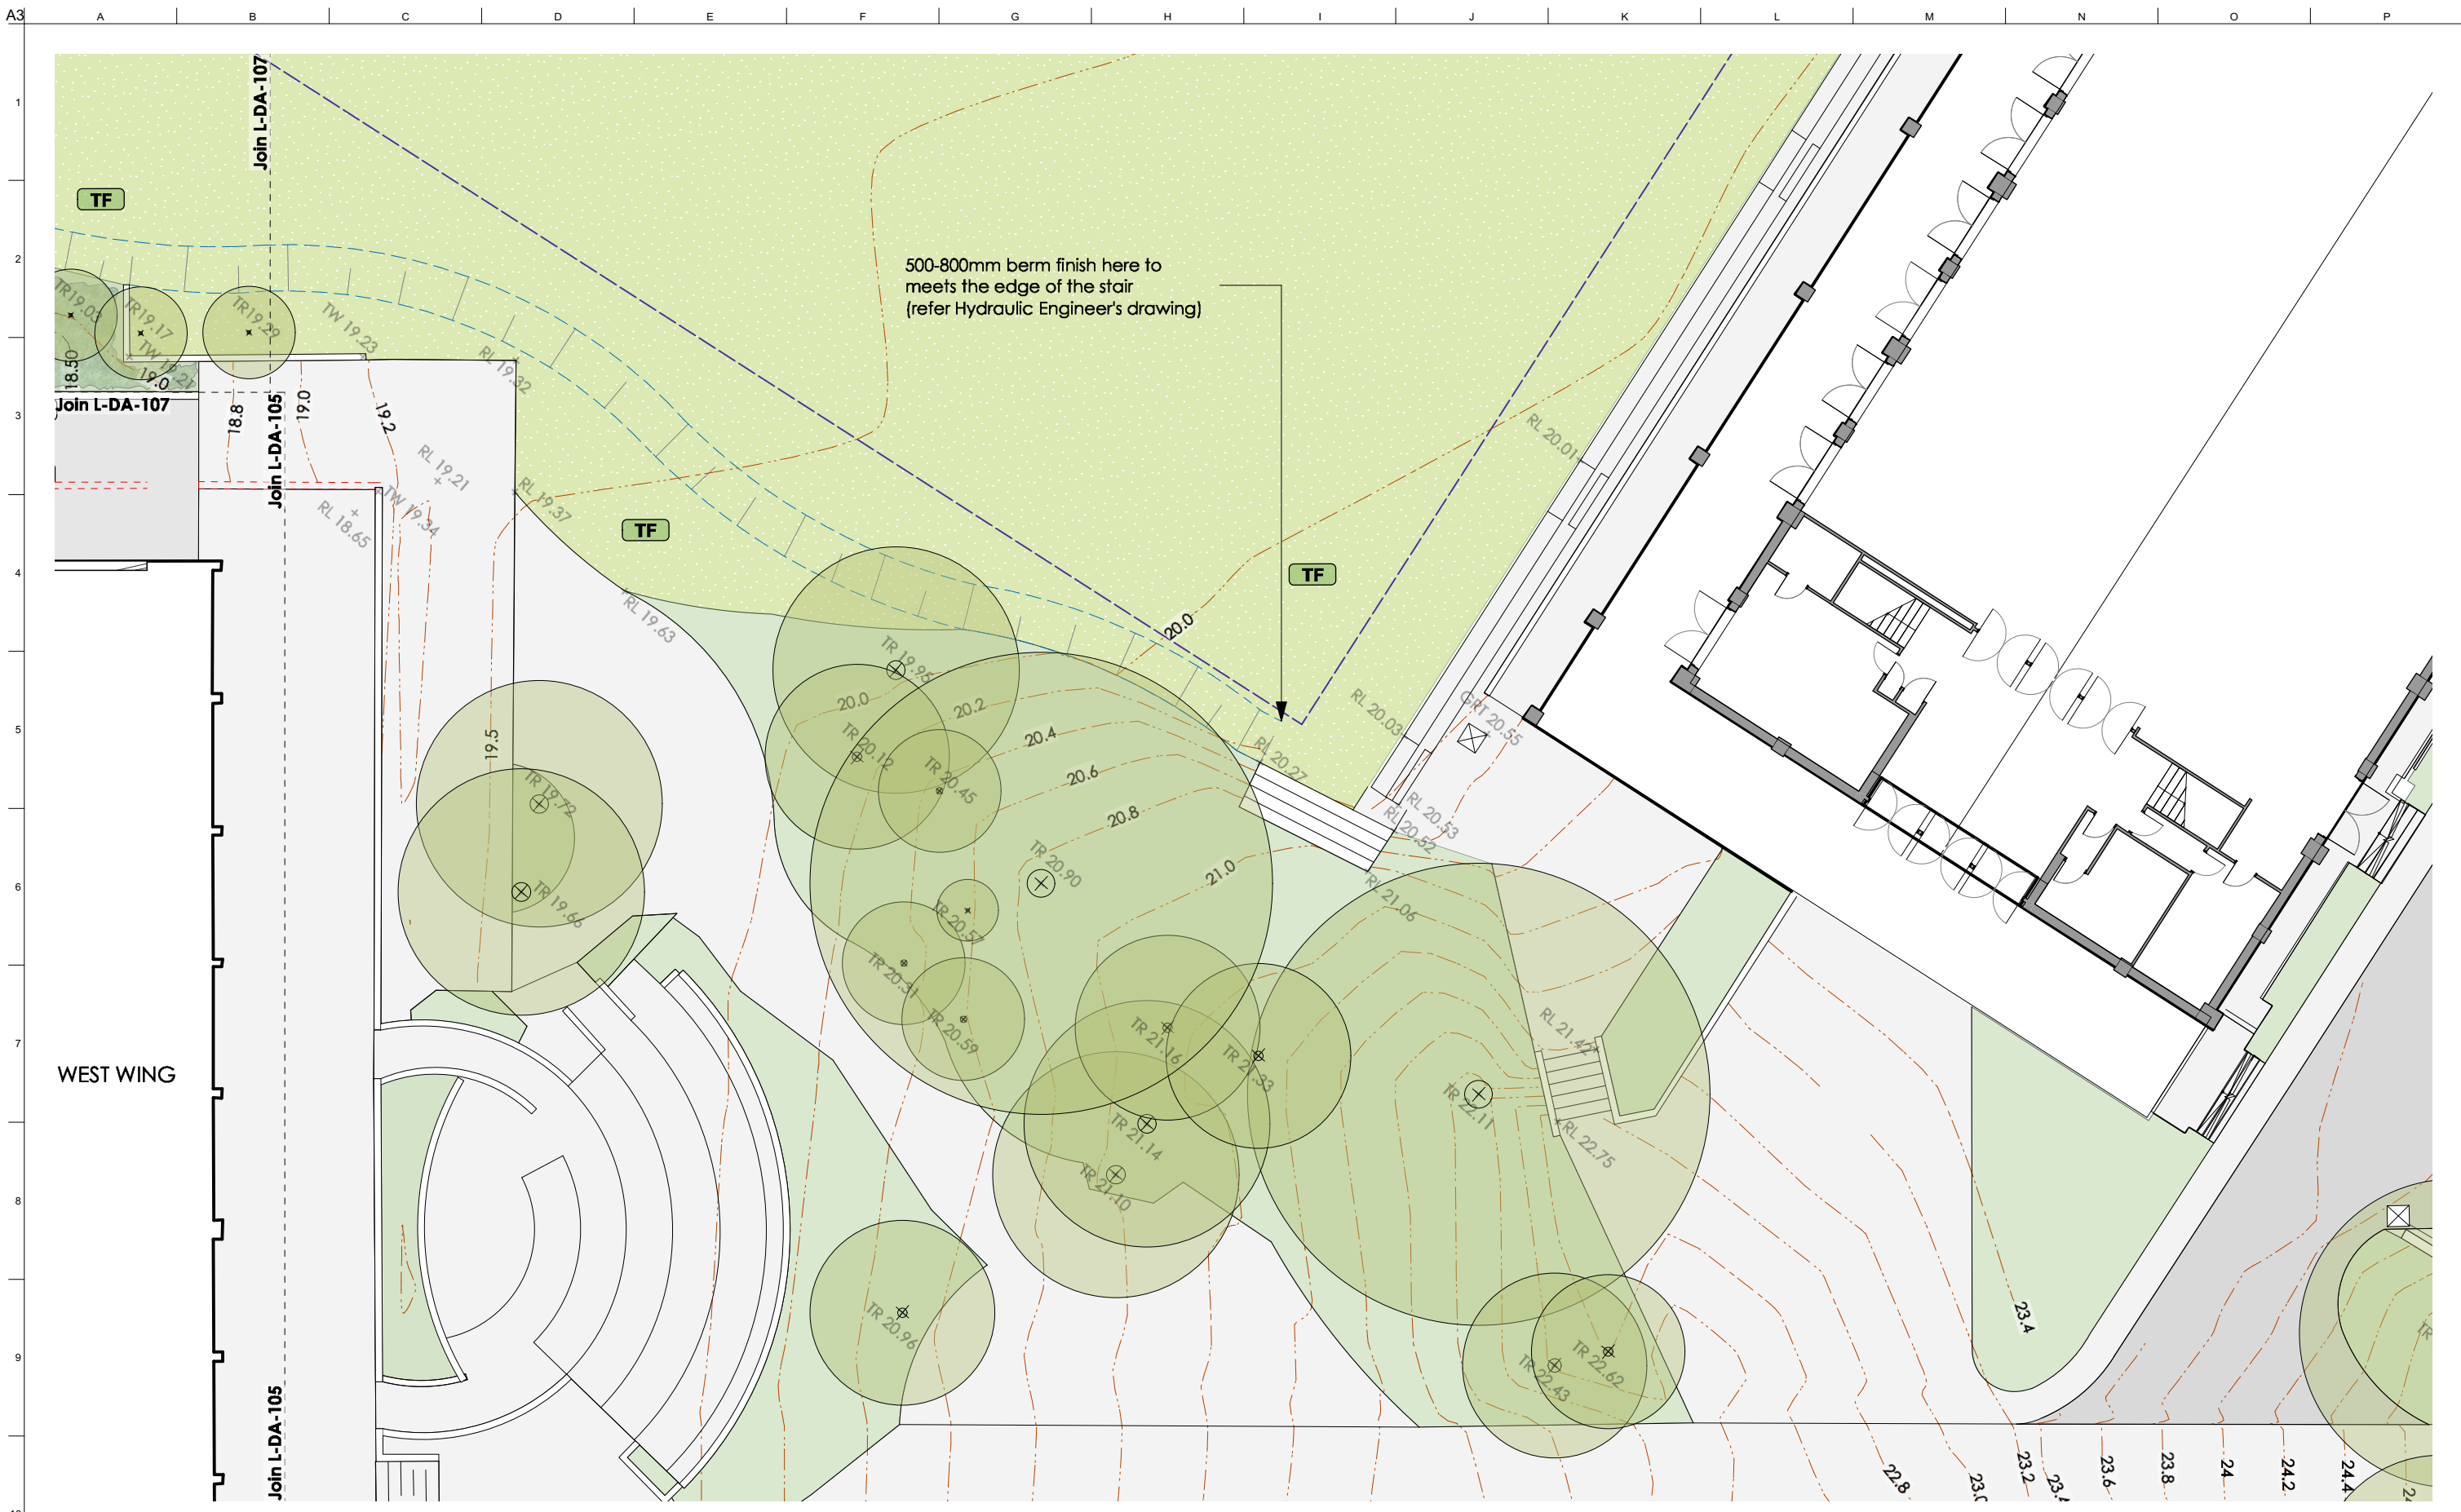 A3
A B C D E F G H I J K L M N O P
1
2
3
4
5
6
7
8
9
Join L-DA-107
TF
500-800mm berm finish here to
meets the edge of the stair
(refer Hydraulic Engineer's drawing)
TR19.03
TR19.17
TR19.29
TW 19.23
TW 19.21
RL 19.32
18.50
19.0
Join L-DA-107
18.8
Join L-DA-105
19.0
19.2
RL 19.21
RL 20.01
TW 19.34
RL 18.65
RL 19.37
TF
TF
RL 19.63
20.0
TR 19.95
20.0
20.2
20.4
RL 20.03
GRT 20.55
19.5
TR 20.12
TR 20.45
20.6
RL 20.27
TR 19.72
20.8
RL 20.53
RL 20.52
TR 20.90
21.0
RL 21.06
TR 19.66
TR 20.57
TR 20.31
TR 20.59
TR 21.16
TR 21.33
RL 21.42
WEST WING
TR 22.11
TR 21.14
RL 22.75
TR 21.10
TR 20.96
23.4
TR 22.43
TR 22.62
TR
Join L-DA-105
22.8
23.0
23.2
23.4
23.6
23.8
24
24.2
24.4